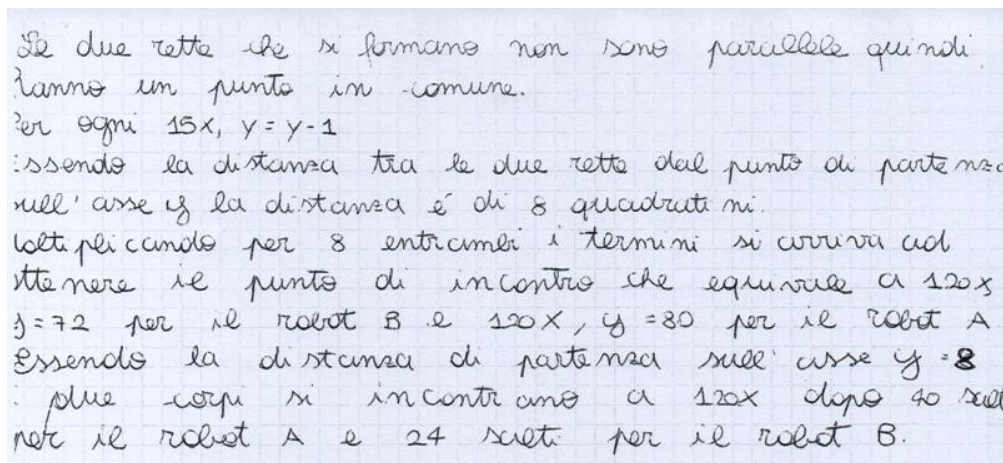 Le due rette che si formano non sono parallele quindi
hanno un punto in comune.
Per ogni 15x, y = y-1
Essendo la distanza tra le due rette dal punto di partenza
sull'asse y la distanza é di 8 quadratini.
Moltiplicando per 8 entrambi i termini si arriva ad
ottenere il punto di incontro che equivale a 120x
y=72 per il robot B e 120x, y=80 per il robot A
Essendo la distanza di partenza sull'asse y = 8
i due corpi si incontrano a 120x dopo 40 salti
per il robot A e 24 salti per il robot B.